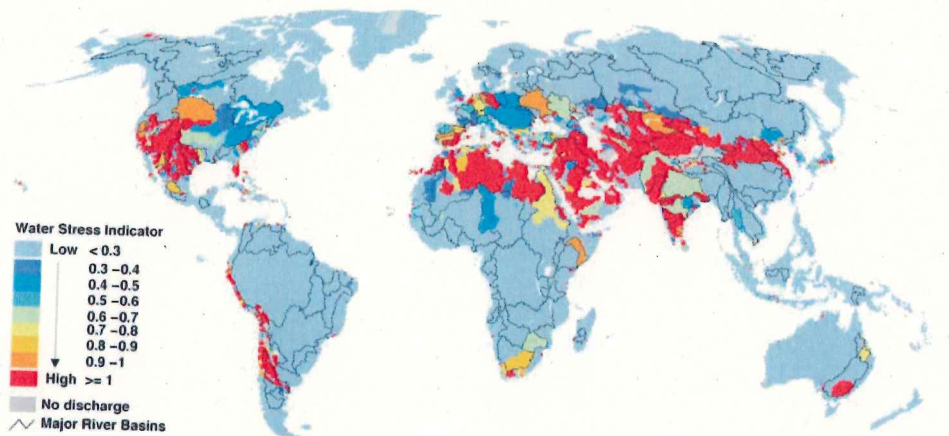 Water Stress Indicator
Low < 0.3
0.3 –0.4
0.4 –0.5
0.5 –0.6
0.6 –0.7
0.7 –0.8
0.8 –0.9
0.9 –1
High >= 1
No discharge
Major River Basins